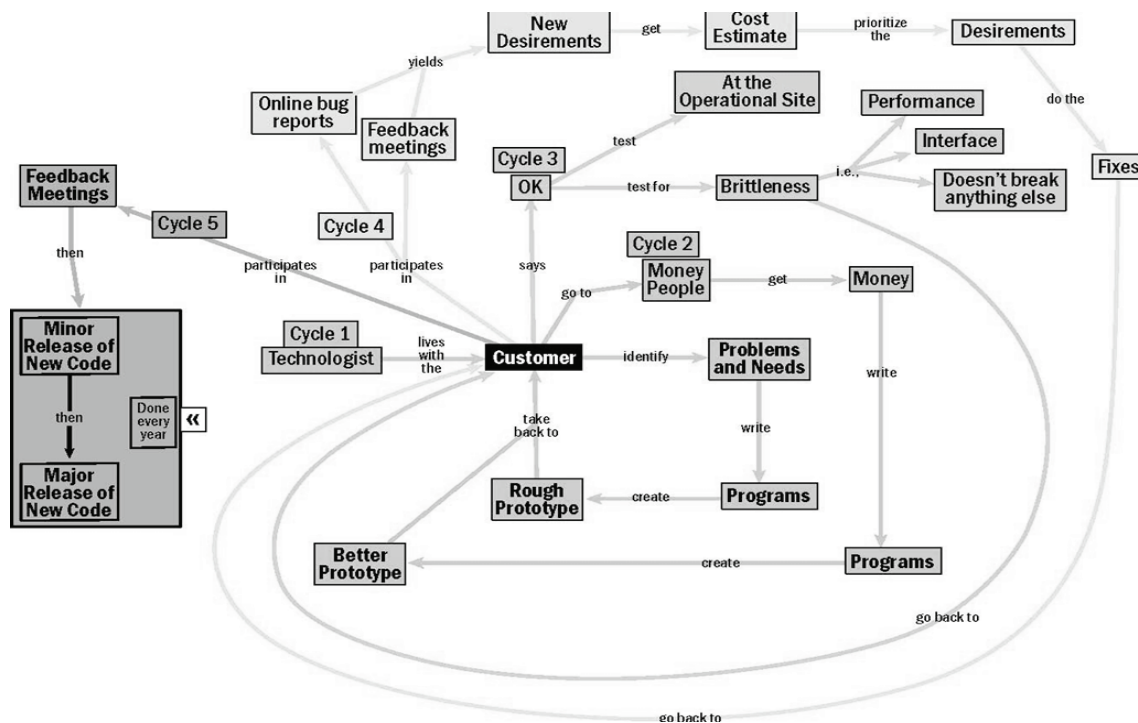 New
Desirements
get
Cost
Estimate
prioritize
the
Desirements
yields
do the
Online bug
reports
Feedback
meetings
At the
Operational Site
test
Performance
Interface
i.e.,
Doesn't break
anything else
Fixes
Cycle 3
OK
test for
Brittleness
Feedback
Meetings
Cycle 5
participates
in
Cycle 4
participates
in
then
says
Cycle 2
Money
People
go to
get
Money
Minor
Release of
New Code
then
Done
every
year
«
Major
Release of
New Code
Cycle 1
Technologist
lives
with
the
Customer
identify
Problems
and Needs
write
write
take
back to
Rough
Prototype
create
Programs
Better
Prototype
create
Programs
go back to
go back to